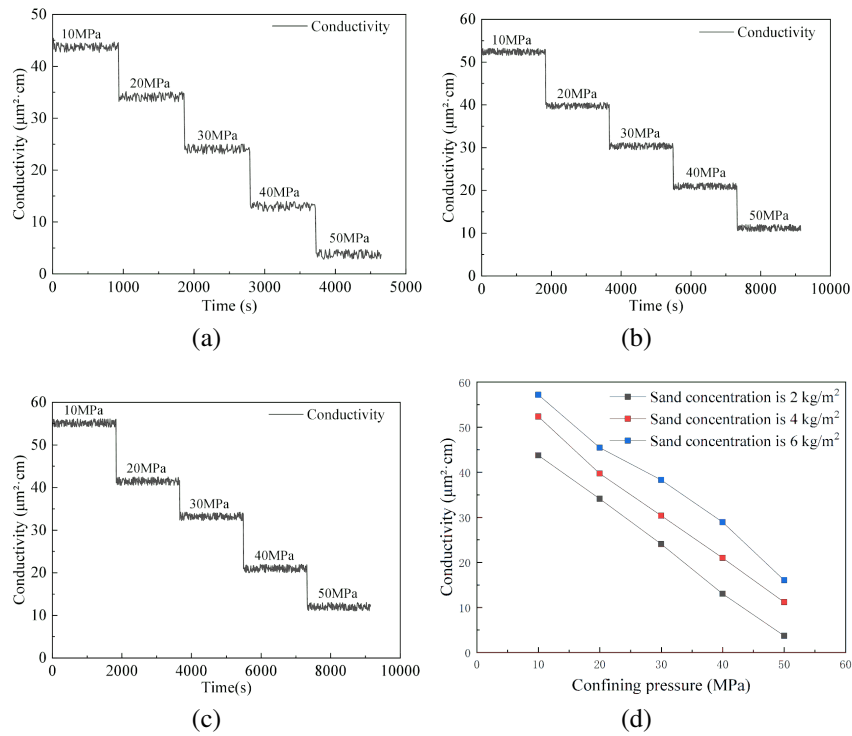 Conductivity
10MPa
20MPa
30MPa
40MPa
50MPa
50
40
30
20
10
0
Conductivity (μm²·cm)
0 1000 2000 3000 4000 5000
Time (s)
(a)
Conductivity
10MPa
20MPa
30MPa
40MPa
50MPa
60
50
40
30
20
10
0
Conductivity (μm²·cm)
0 2000 4000 6000 8000 10000
Time (s)
(b)
Conductivity
10MPa
20MPa
30MPa
40MPa
50MPa
60
50
40
30
20
10
0
Conductivity (μm²·cm)
0 2000 4000 6000 8000 10000
Time(s)
(c)
Sand concentration is 2 kg/m²
Sand concentration is 4 kg/m²
Sand concentration is 6 kg/m²
60
50
40
30
20
10
0
Conductivity (μm²·cm)
0 10 20 30 40 50 60
Confining pressure (MPa)
(d)